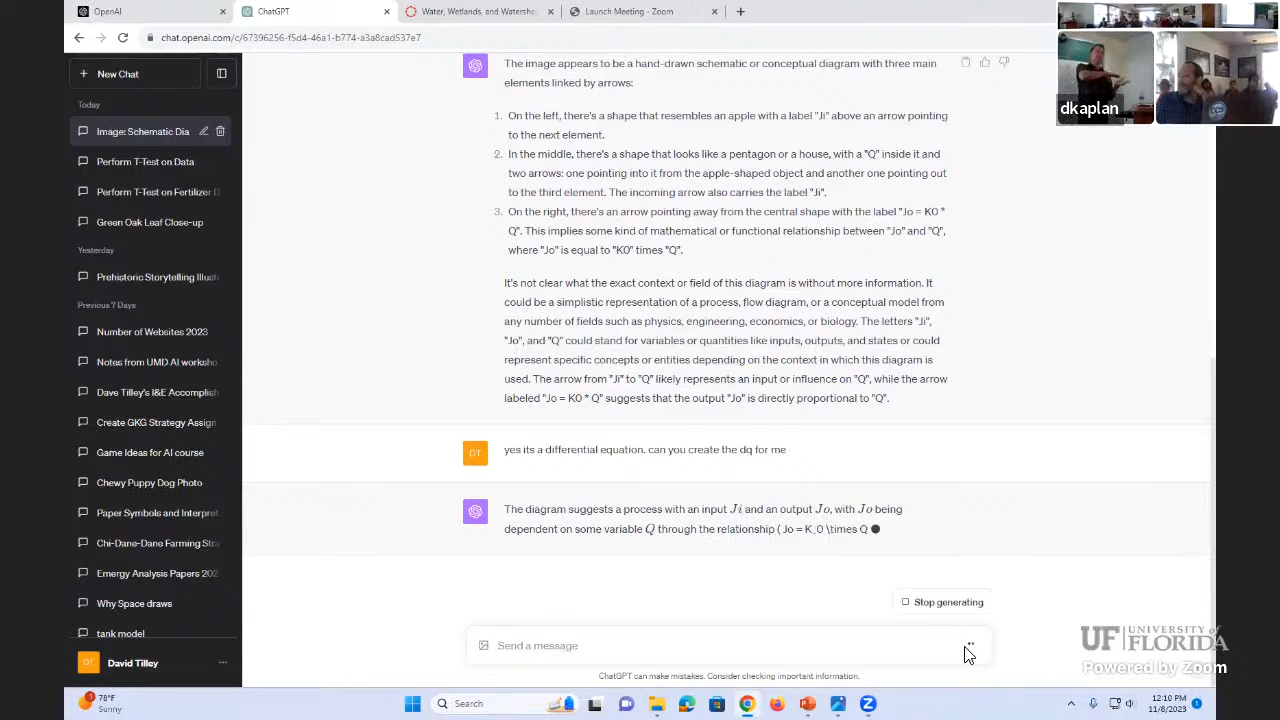 OpenAI
ChatGPT
Water, Wetlands, and Watershe
Launch Meeting - Zoom
chat.openai.com/c/67396256-f5d4-46a1-b774-a3a8cad537e7
New Chat
Today
Image: Schematic Dia
Perform T-Test on Data
Perform T-Test on Fertilizer D
Green Oak Leaf Close-up
Yesterday
Prehistoric Storytelling Illust
Previous 7 Days
Number of Websites 2023
Notes from UMD AI worksho
Dave Tilley's I&E Accomplish
Create GKG Strategy Assign
Game Ideas for AI course
Chewy Puppy Dog Photo
Paper Symbols and Interpret
Chi-Dane-Dane Farming Stra
Emergy Analysis Papers 202
Why Space draws
tank model
DT David Tilley
The image appears to be a hand-drawn schematic or conceptual diagram with three main
elements linked by arrows:
1. On the left, there's a shape that resembles an apple with a label "Ji" above an arrow pointing
to the next element.
2. In the middle, there's a shape that looks like a pentagon or a house, with a "Q" inside it and
two arrows: one pointing into it from the apple-shaped object and another one pointing out
to the third element. The incoming arrow also carries the label "Ji".
3. On the right, there's an arrow pointing away from the central shape with the label "Jo = K0 *
Q". This implies some kind of mathematical or functional relationship between "Jo" and "Q",
where "Jo" is equal to "K0" times "Q".
It's not clear what the exact context or field of this diagram is without more information. It
could be a simplistic representation of a process, flow diagram, or a conceptual model from
any number of fields such as physics, engineering, economics, or biology. The letters "Ji",
"Jo", and "Q" could stand for variables or quantities like inputs, outputs, and states or could
represent specific concepts or entities depending on the context in which this diagram is
used. The arrow from "Ji" to "Q" likely represents an input or influence on "Q", while the arrow
labeled "Jo = K0 * Q" suggests that the output "Jo" is directly proportional to "Q".
DT yes its a differential equation. can you create the dq for me
The diagram suggests a process with an input Ji and an output Jo, with Jo being
dependent on some variable Q through the relationship ( Jo = K_0 \times Q
Stop generating
Send a message
ChatGPT can make mistakes. Consider checking important information.
dkaplan
UF UNIVERSITY of
FLORIDA
Powered by Zoom
1
78°F
Sunny
Search
12:10 PM
11/8/2023
1